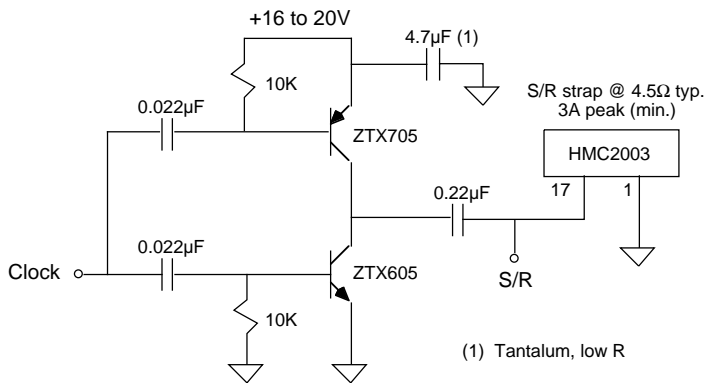 +16 to 20V
4.7µF (1)
10K
S/R strap @ 4.5Ω typ.
3A peak (min.)
0.022µF
ZTX705
HMC2003
17
1
0.22µF
0.022µF
Clock
ZTX605
S/R
10K
(1) Tantalum, low R